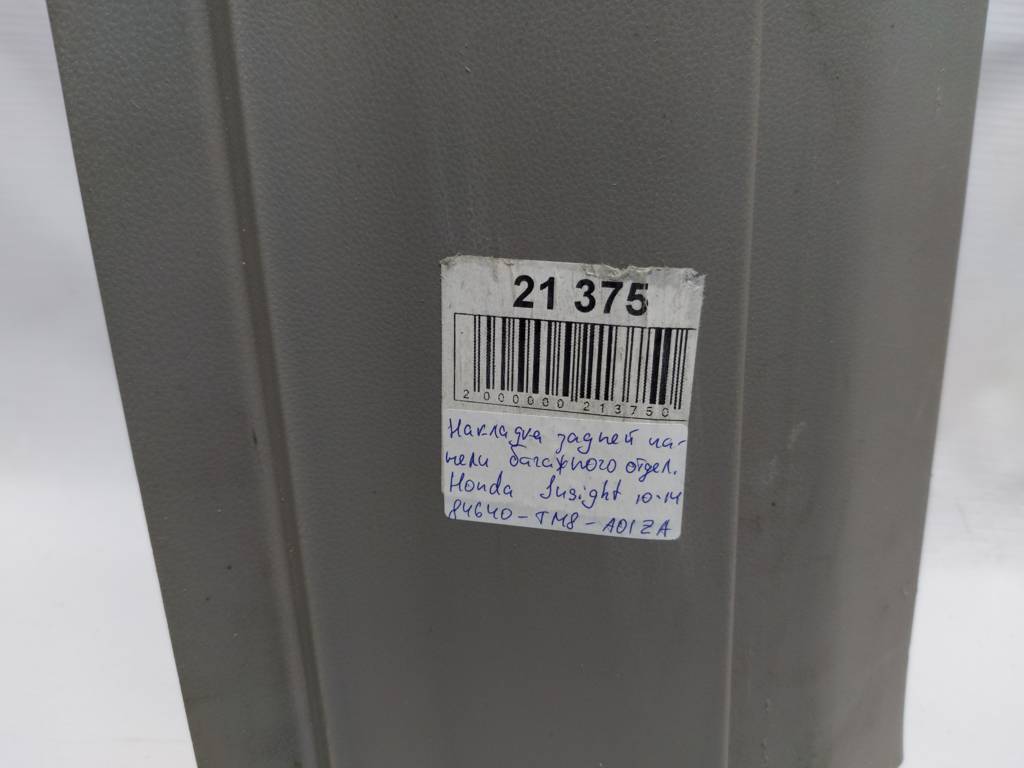 21 375
2000000213750
Накладка задней па-
нели багажного отдел.
Honda Insight 10-14
84640-TM8-A01ZA